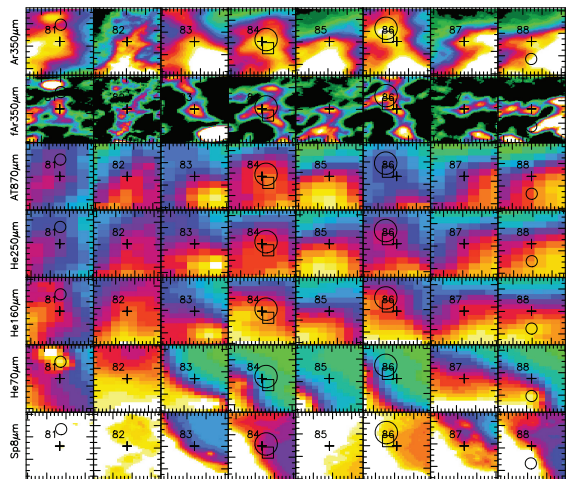 Ar350μm 81 82 83 84 85 86 87 88
fAr350μm 81 82 83 84 85 86 87 88
AT870μm 81 82 83 84 85 86 87 88
He250μm 81 82 83 84 85 86 87 88
He160μm 81 82 83 84 85 86 87 88
He70μm 81 82 83 84 85 86 87 88
Sp8μm 81 82 83 84 85 86 87 88